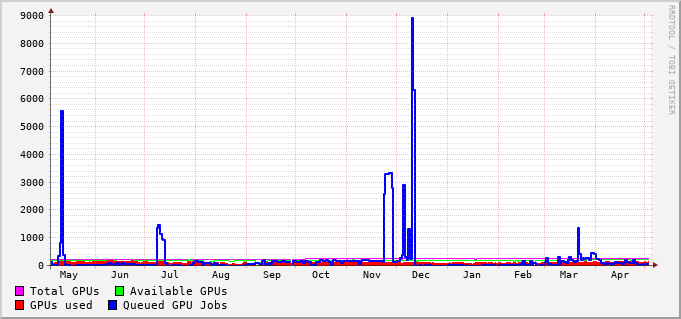 9000
8000
7000
6000
5000
4000
3000
2000
1000
0
May Jun Jul Aug Sep Oct Nov Dec Jan Feb Mar Apr
Total GPUs Available GPUs
GPUs used Queued GPU Jobs
RRDTOOL / TOBI OETIKER